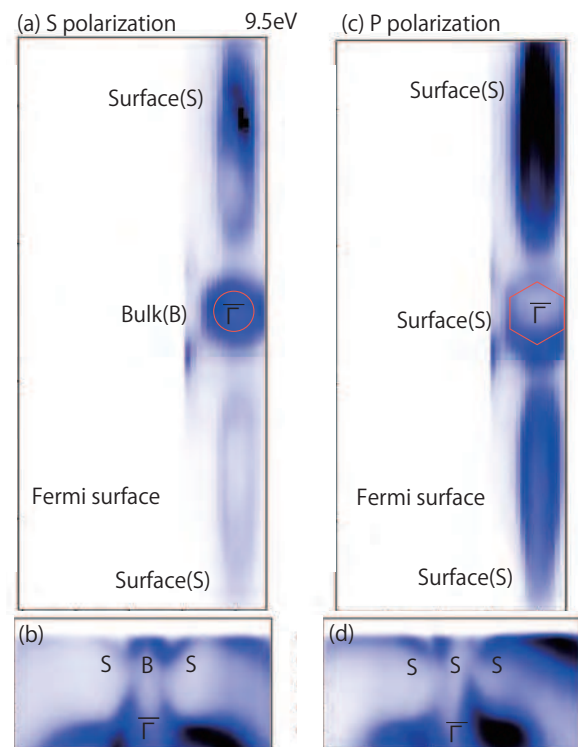 (a) S polarization
9.5eV
(c) P polarization
Surface(S)
Surface(S)
Bulk(B)
Γ
Surface(S)
Γ
Fermi surface
Fermi surface
Surface(S)
Surface(S)
(b)
S B S
Γ
(d)
S S S
Γ